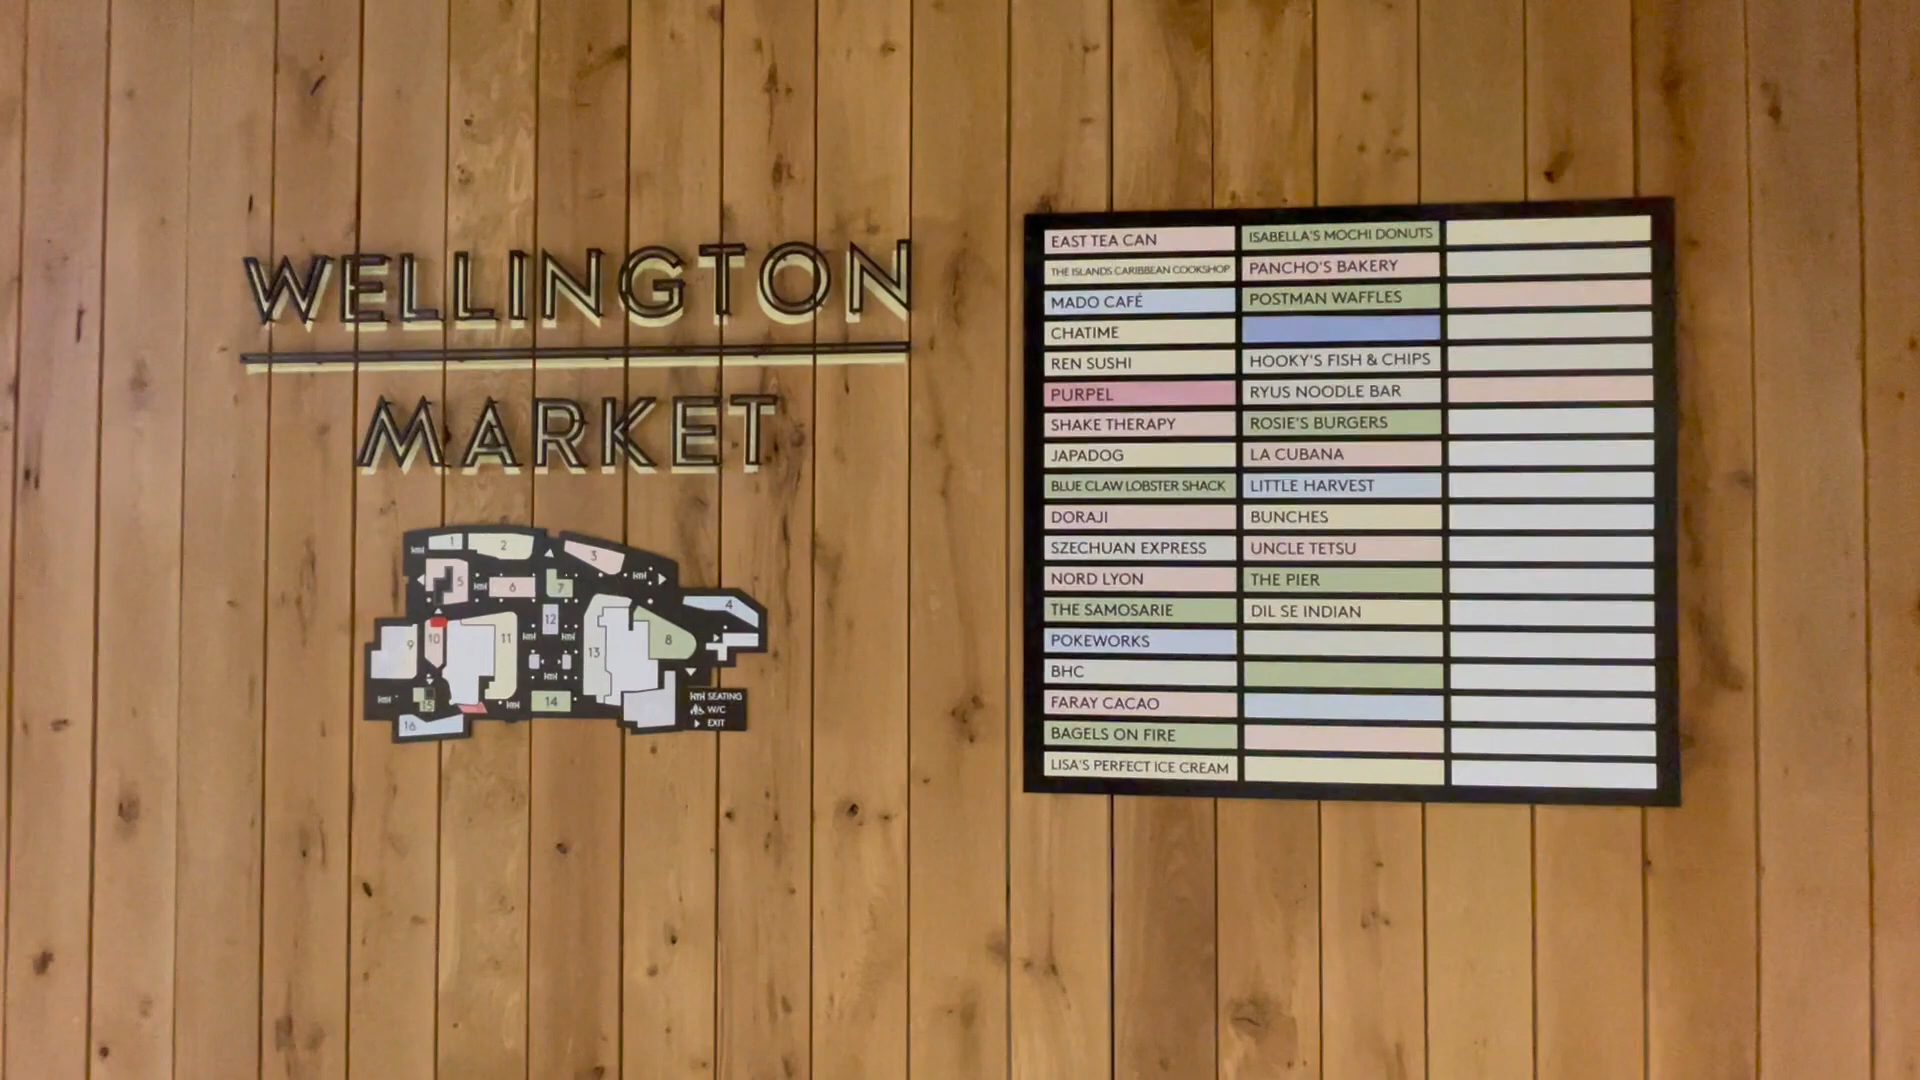 WELLINGTON
MARKET
1
2
3
4
5
6
7
8
9
10
11
12
13
14
15
16
SEATING
W/C
EXIT
EAST TEA CAN
THE ISLANDS CARIBBEAN COOKSHOP
MADO CAFÉ
CHATIME
REN SUSHI
PURPEL
SHAKE THERAPY
JAPADOG
BLUE CLAW LOBSTER SHACK
DORAJI
SZECHUAN EXPRESS
NORD LYON
THE SAMOSARIE
POKEWORKS
BHC
FARAY CACAO
BAGELS ON FIRE
LISA'S PERFECT ICE CREAM
ISABELLA'S MOCHI DONUTS
PANCHO'S BAKERY
POSTMAN WAFFLES
HOOKY'S FISH & CHIPS
RYUS NOODLE BAR
ROSIE'S BURGERS
LA CUBANA
LITTLE HARVEST
BUNCHES
UNCLE TETSU
THE PIER
DIL SE INDIAN